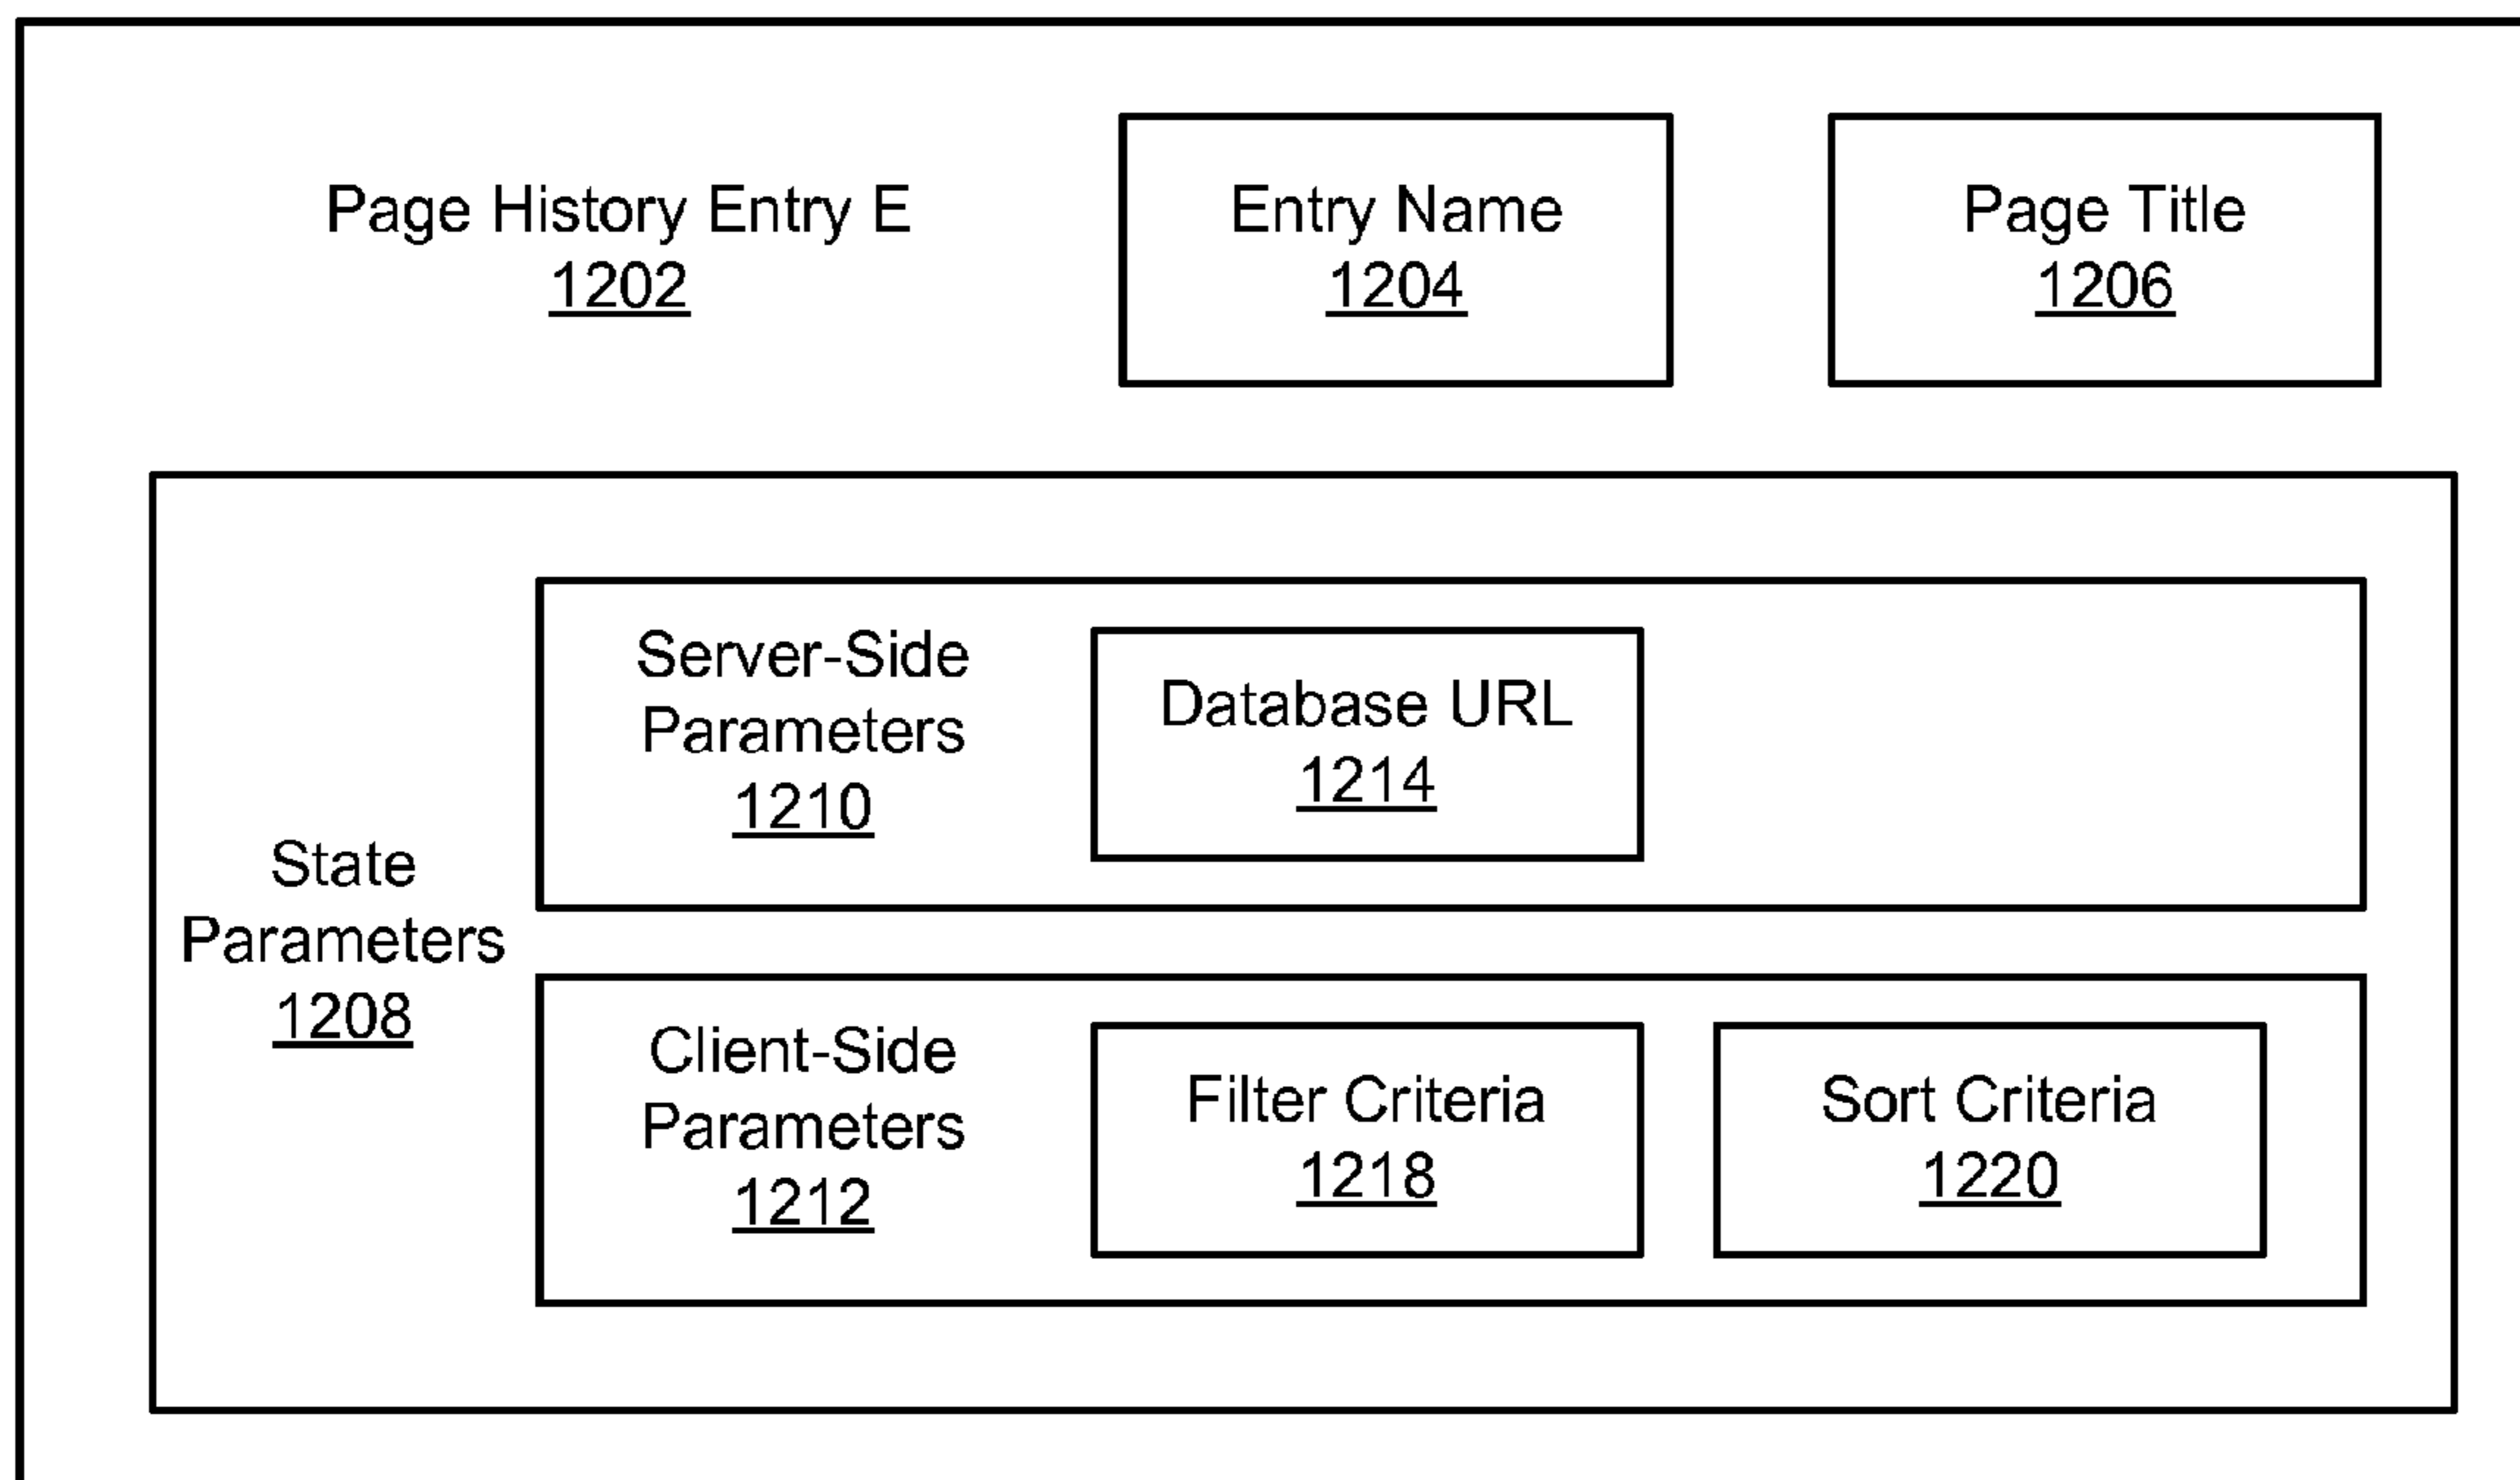 Page History Entry E
1202
Entry Name
1204
Page Title
1206
State
Parameters
1208
Server-Side
Parameters
1210
Database URL
1214
Client-Side
Parameters
1212
Filter Criteria
1218
Sort Criteria
1220